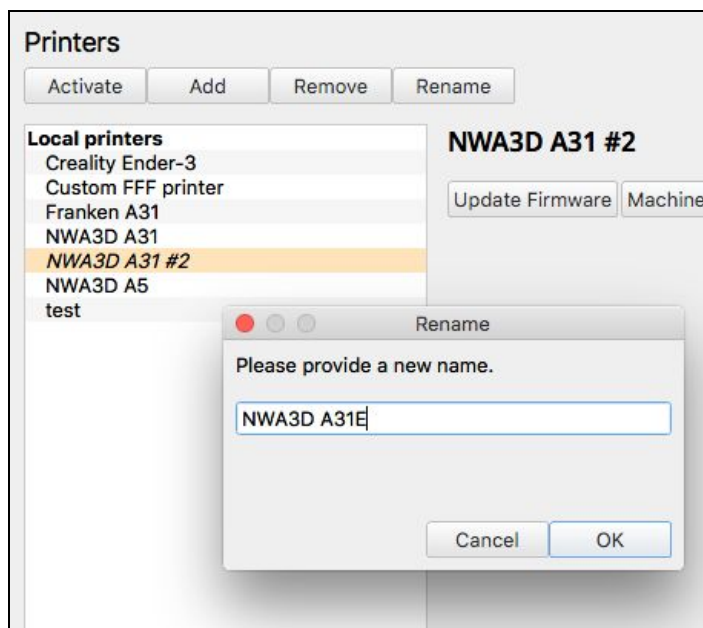 Printers
Activate Add Remove Rename
Local printers
Creality Ender-3
Custom FFF printer
Franken A31
NWA3D A31
NWA3D A31 #2
NWA3D A5
test
NWA3D A31 #2
Update Firmware Machine
Rename
Please provide a new name.
NWA3D A31E
Cancel OK